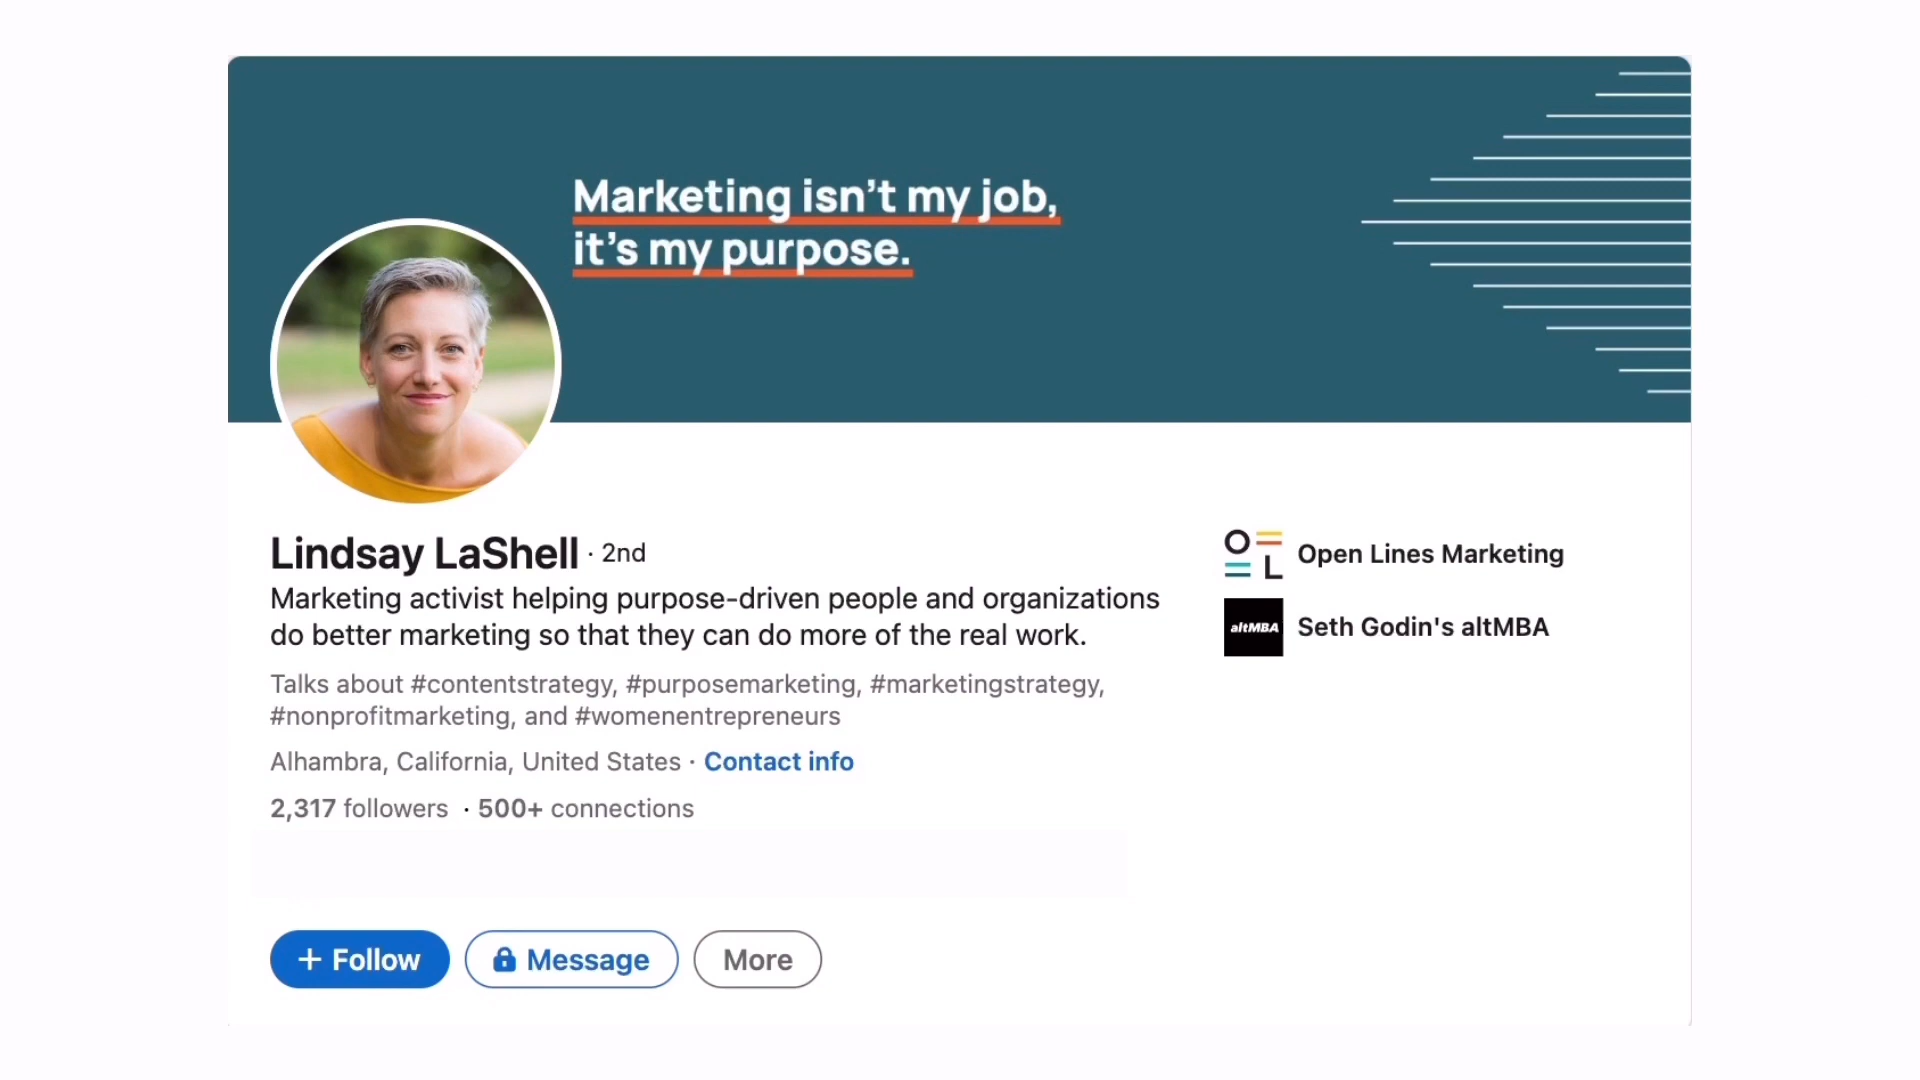 Marketing isn’t my job,
it’s my purpose.
Lindsay LaShell · 2nd
Marketing activist helping purpose-driven people and organizations
do better marketing so that they can do more of the real work.
Talks about #contentstrategy, #purposemarketing, #marketingstrategy,
#nonprofitmarketing, and #womenentrepreneurs
Alhambra, California, United States · Contact info
2,317 followers · 500+ connections
+ Follow
Message
More
OL
Open Lines Marketing
altMBA
Seth Godin's altMBA